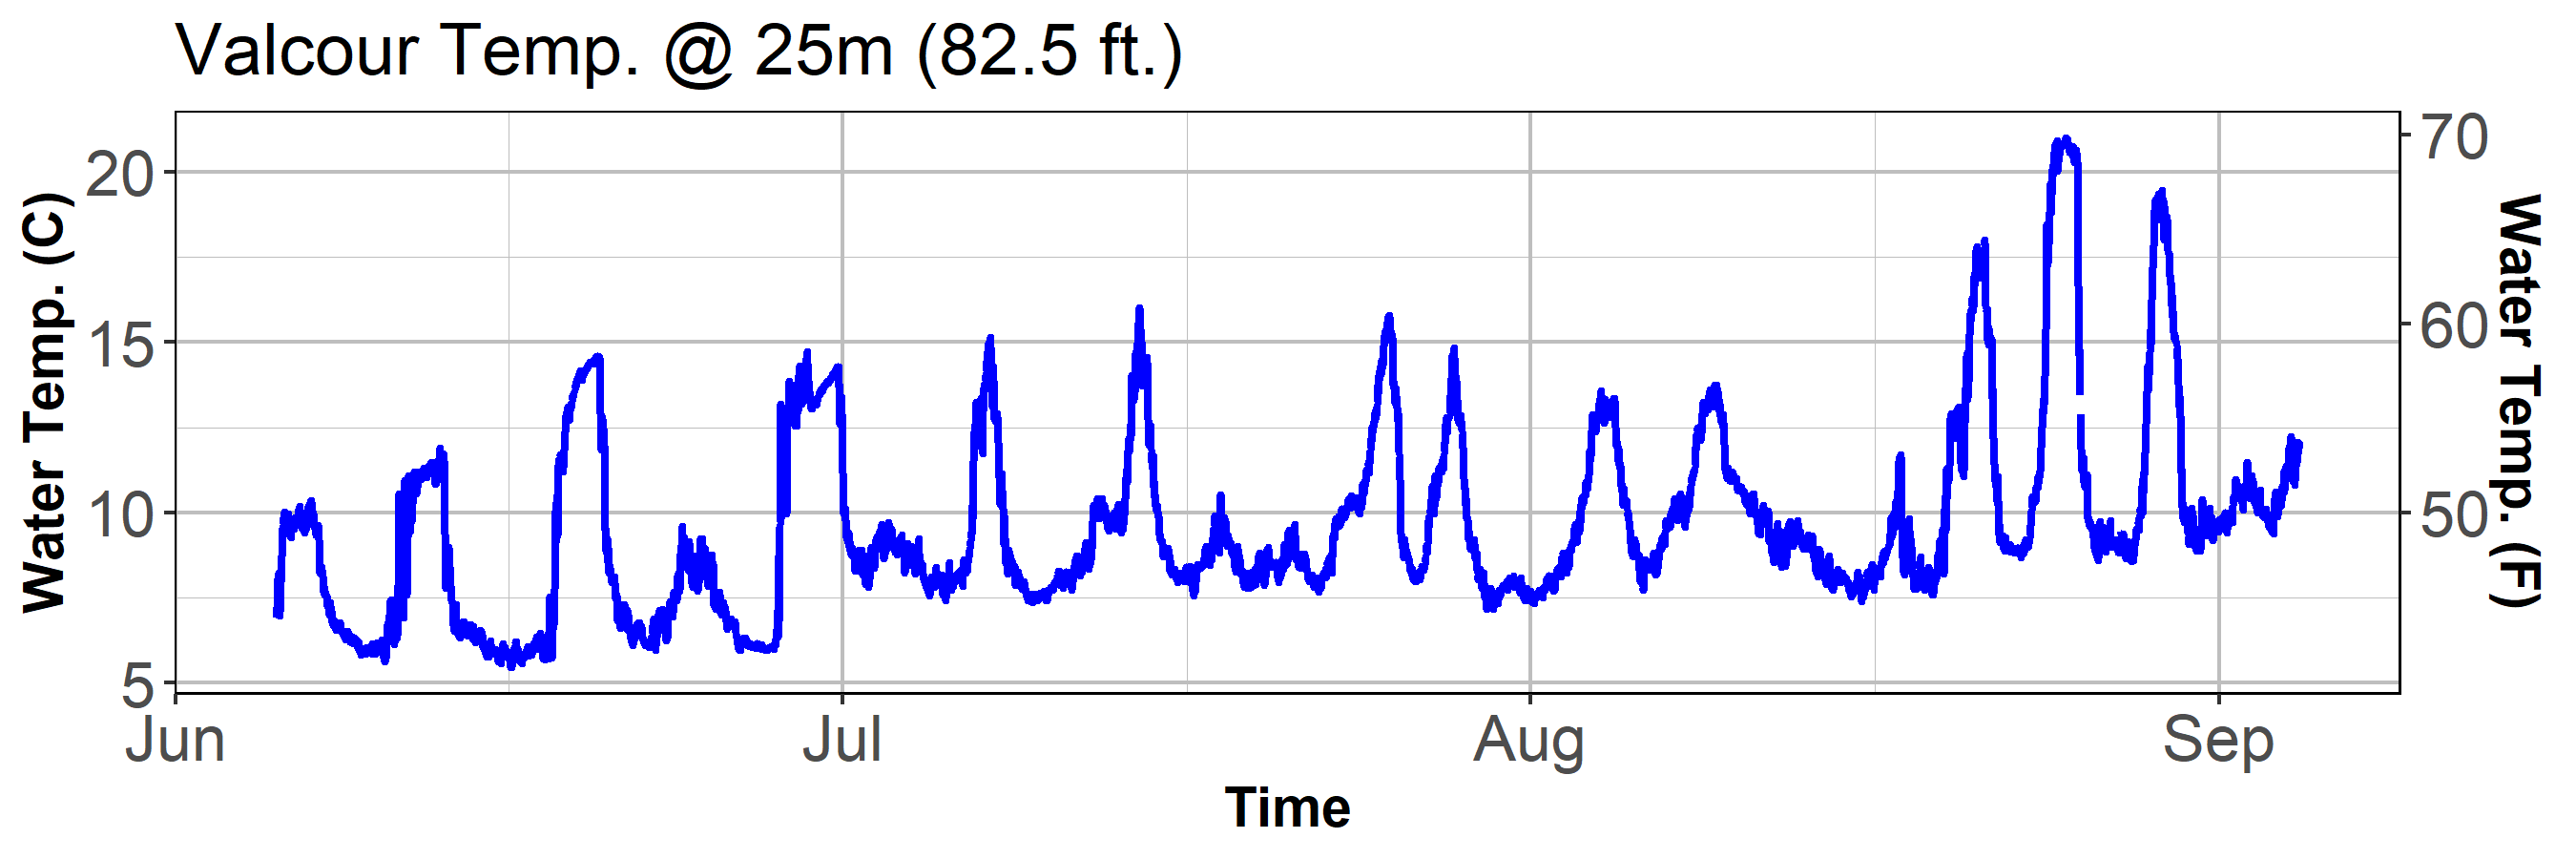 Valcour Temp. @ 25m (82.5 ft.)
Water Temp. (C)
20
15
10
5
70
60
50
Water Temp. (F)
Jun
Jul
Aug
Sep
Time